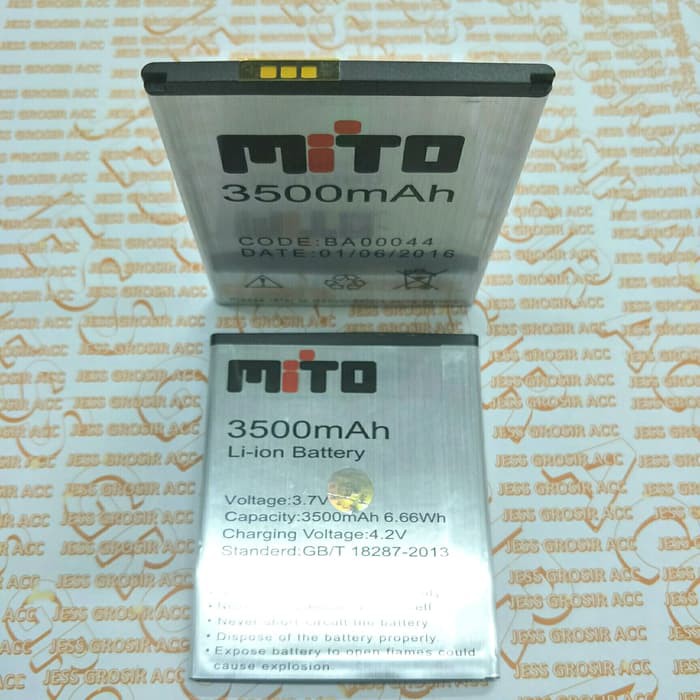 MiTO
3500mAh
CODE:BA00044
DATE:01/06/2016
MiTO
3500mAh
Li-ion Battery
Voltage:3.7V
Capacity:3500mAh 6.66Wh
Charging Voltage:4.2V
Standerd:GB/T 18287-2013
• Never short circuit the battery
• Dispose of the battery properly.
• Expose battery to open flames could
cause explosion.
JESS GROSIR ACC